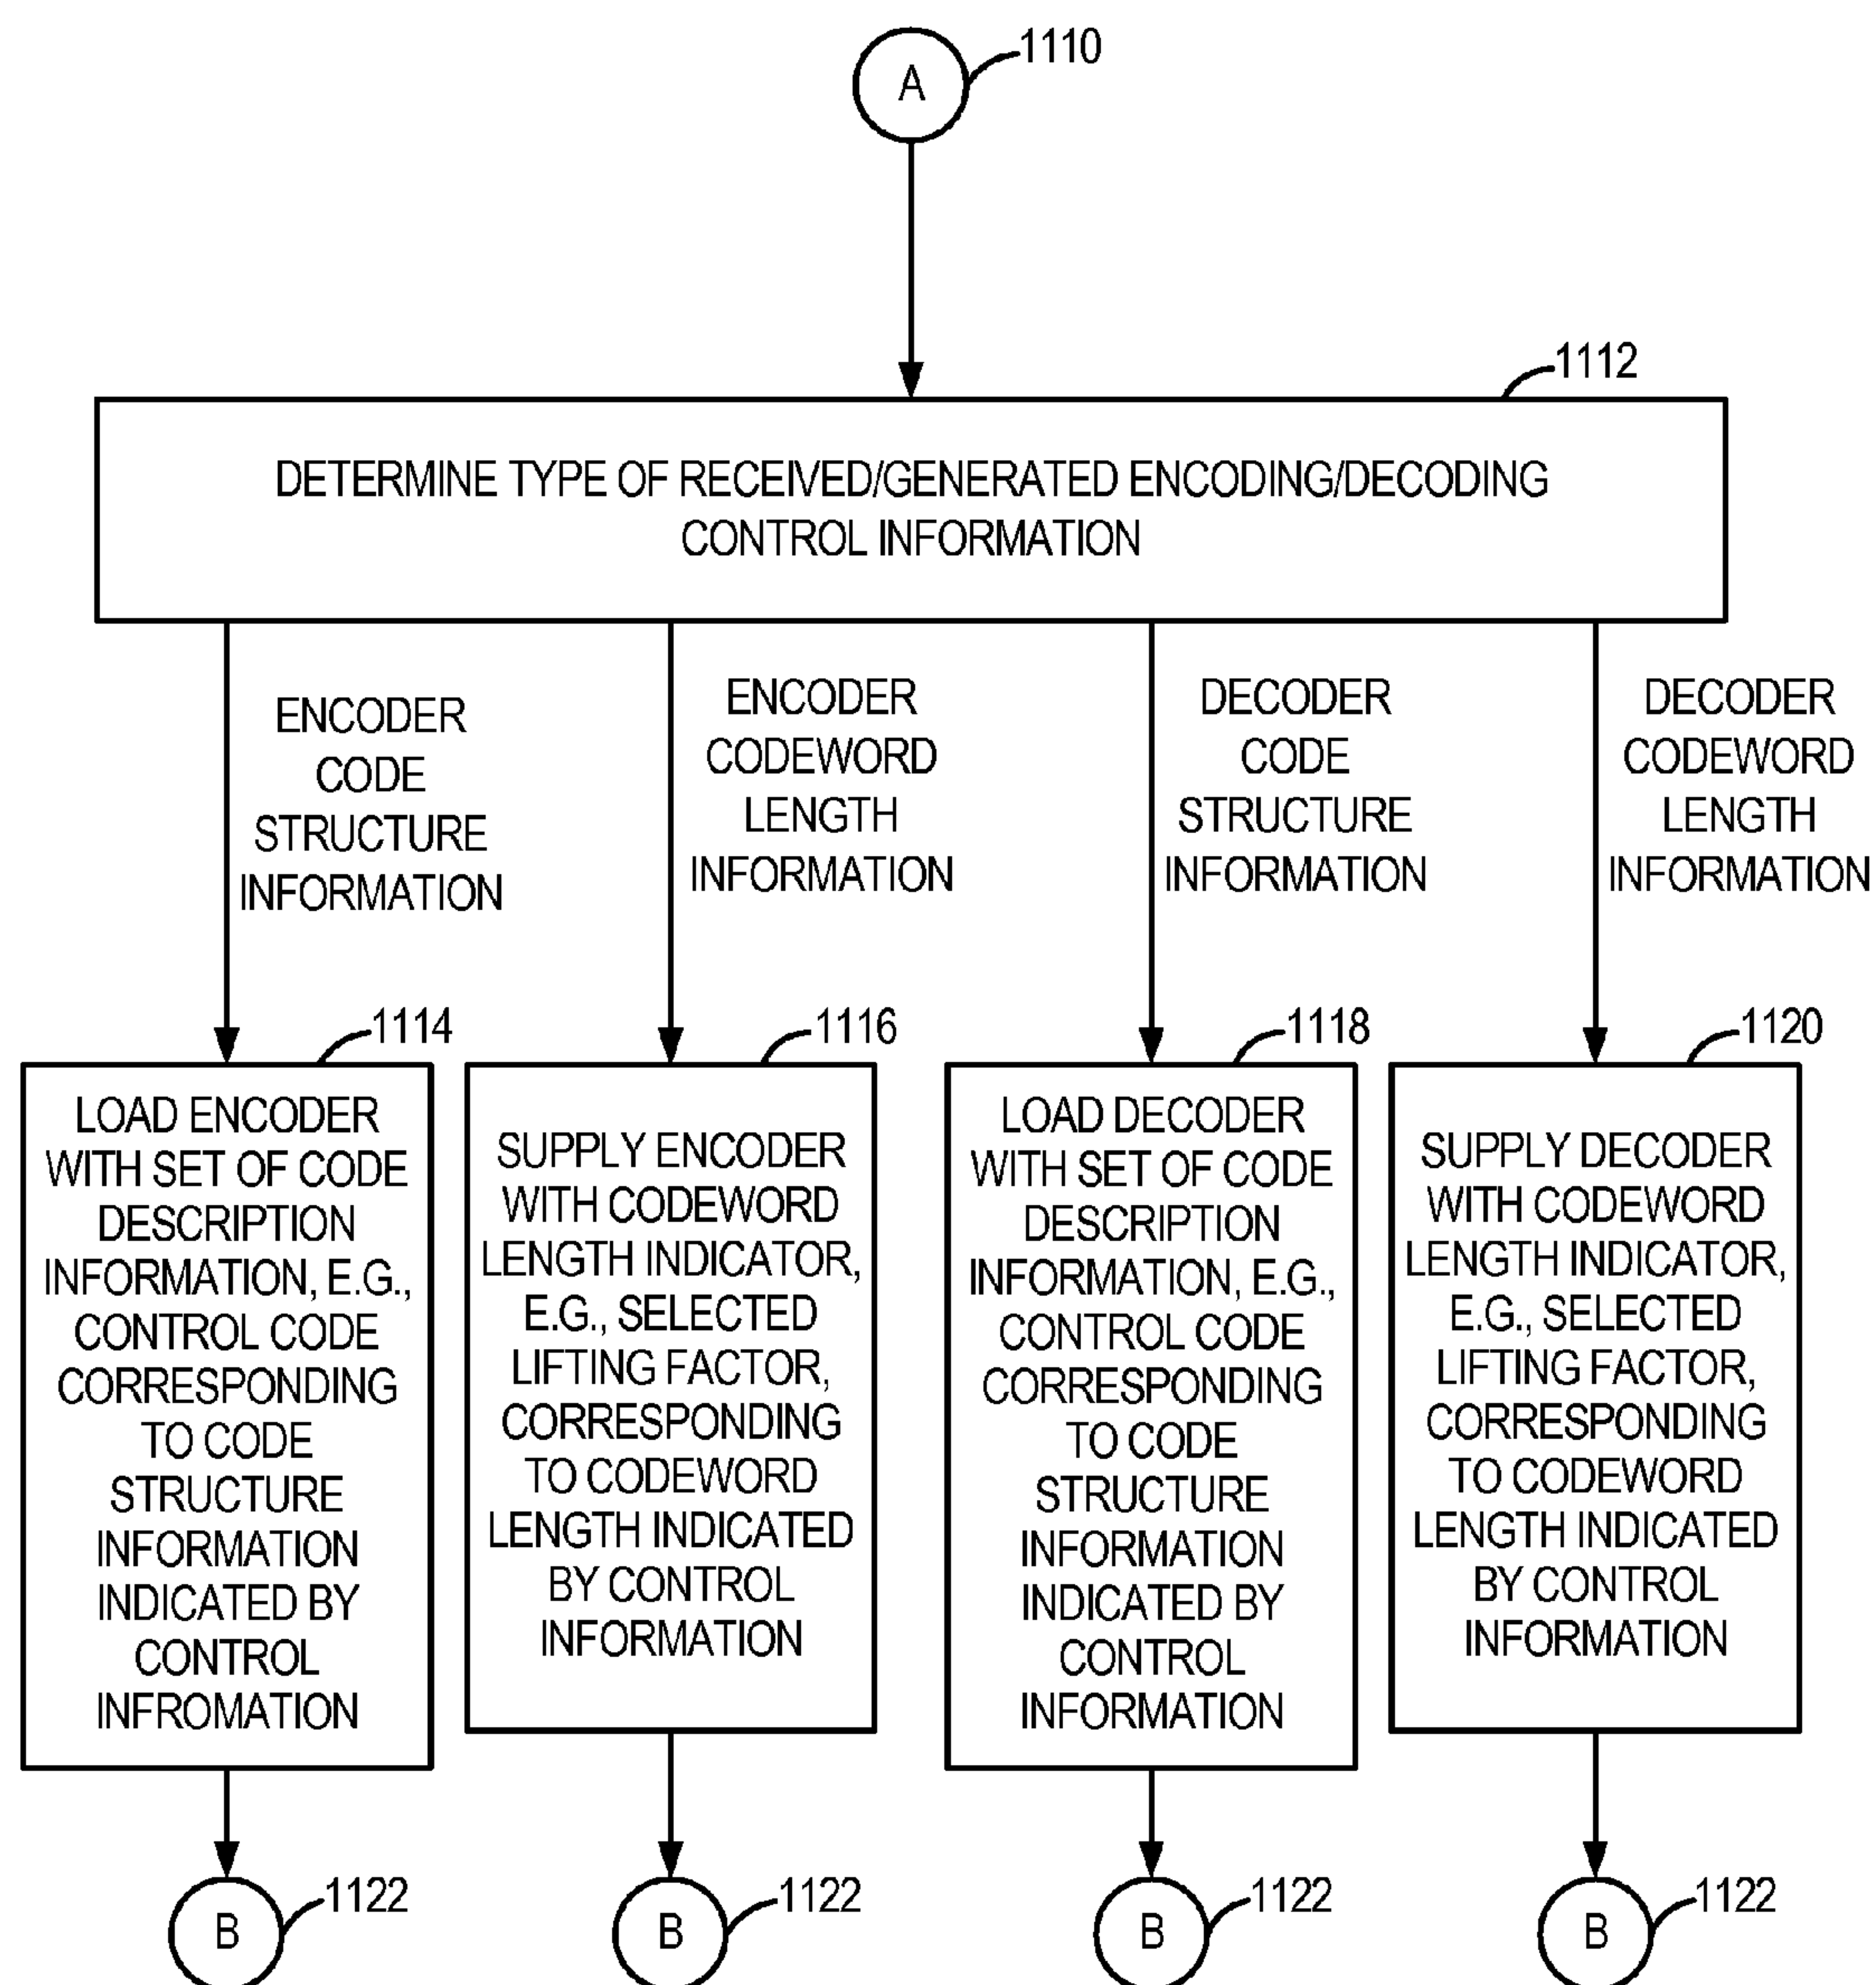 A
1110
1112
DETERMINE TYPE OF RECEIVED/GENERATED ENCODING/DECODING
CONTROL INFORMATION
ENCODER
CODE
STRUCTURE
INFORMATION
ENCODER
CODEWORD
LENGTH
INFORMATION
DECODER
CODE
STRUCTURE
INFORMATION
DECODER
CODEWORD
LENGTH
INFORMATION
1114
LOAD ENCODER
WITH SET OF CODE
DESCRIPTION
INFORMATION, E.G.,
CONTROL CODE
CORRESPONDING
TO CODE
STRUCTURE
INFORMATION
INDICATED BY
CONTROL
INFROMATION
1116
SUPPLY ENCODER
WITH CODEWORD
LENGTH INDICATOR,
E.G., SELECTED
LIFTING FACTOR,
CORRESPONDING
TO CODEWORD
LENGTH INDICATED
BY CONTROL
INFORMATION
1118
LOAD DECODER
WITH SET OF CODE
DESCRIPTION
INFORMATION, E.G.,
CONTROL CODE
CORRESPONDING
TO CODE
STRUCTURE
INFORMATION
INDICATED BY
CONTROL
INFORMATION
1120
SUPPLY DECODER
WITH CODEWORD
LENGTH INDICATOR,
E.G., SELECTED
LIFTING FACTOR,
CORRESPONDING
TO CODEWORD
LENGTH INDICATED
BY CONTROL
INFORMATION
B
1122
B
1122
B
1122
B
1122